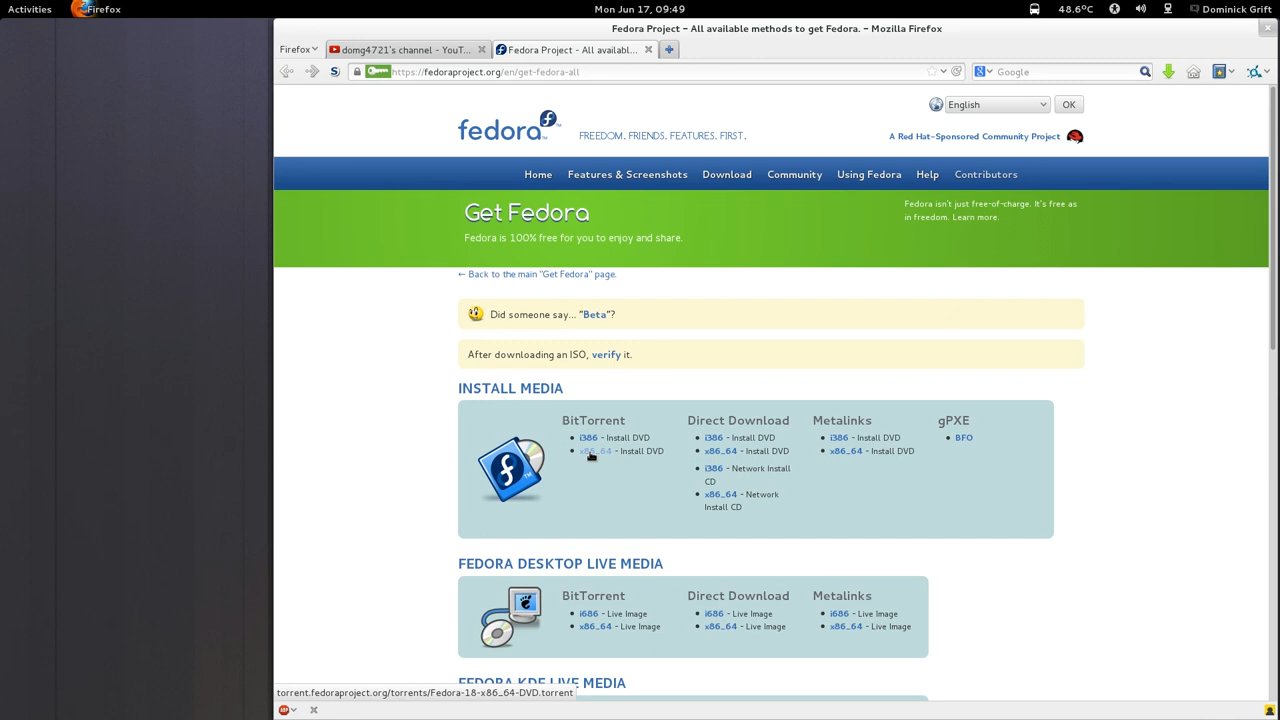 Activities
Firefox
Mon Jun 17, 09:49
48.6°C
Dominick Grift
Fedora Project - All available methods to get Fedora. - Mozilla Firefox
Firefox
domg4721's channel - YouT...
Fedora Project - All availabl...
https://fedoraproject.org/en/get-fedora-all
Google
English
OK
fedora
FREEDOM. FRIENDS. FEATURES. FIRST.
A Red Hat-Sponsored Community Project
Home
Features & Screenshots
Download
Community
Using Fedora
Help
Contributors
Get Fedora
Fedora is 100% free for you to enjoy and share.
Fedora isn't just free-of-charge. It's free as
in freedom. Learn more.
← Back to the main "Get Fedora" page.
Did someone say... "Beta"?
After downloading an ISO, verify it.
INSTALL MEDIA
BitTorrent
• i386 - Install DVD
• x86_64 - Install DVD
Direct Download
• i386 - Install DVD
• x86_64 - Install DVD
• i386 - Network Install
CD
• x86_64 - Network
Install CD
Metalinks
• i386 - Install DVD
• x86_64 - Install DVD
gPXE
• BFO
FEDORA DESKTOP LIVE MEDIA
BitTorrent
• i686 - Live Image
• x86_64 - Live Image
Direct Download
• i686 - Live Image
• x86_64 - Live Image
Metalinks
• i686 - Live Image
• x86_64 - Live Image
FEDORA KDE LIVE MEDIA
torrent.fedoraproject.org/torrents/Fedora-18-x86_64-DVD.torrent
ABP